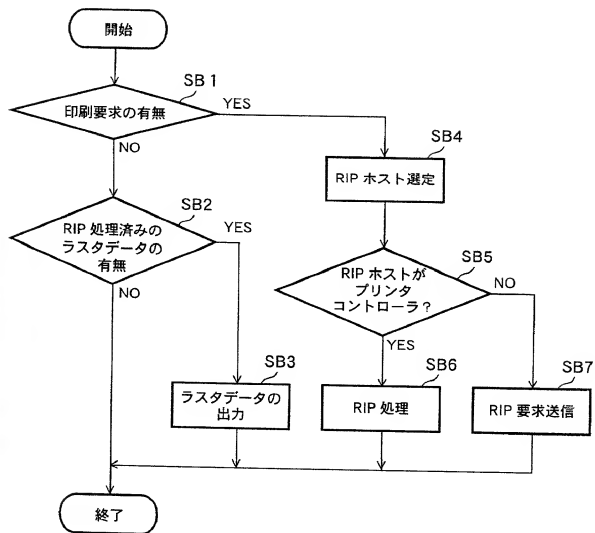 開始
SB1
印刷要求の有無
YES
NO
SB4
RIP ホスト選定
SB2
RIP 処理済みの
ラスタデータの
有無
YES
NO
SB5
RIP ホストが
プリンタ
コントローラ？
NO
YES
SB3
ラスタデータの
出力
SB6
RIP 処理
SB7
RIP 要求送信
終了